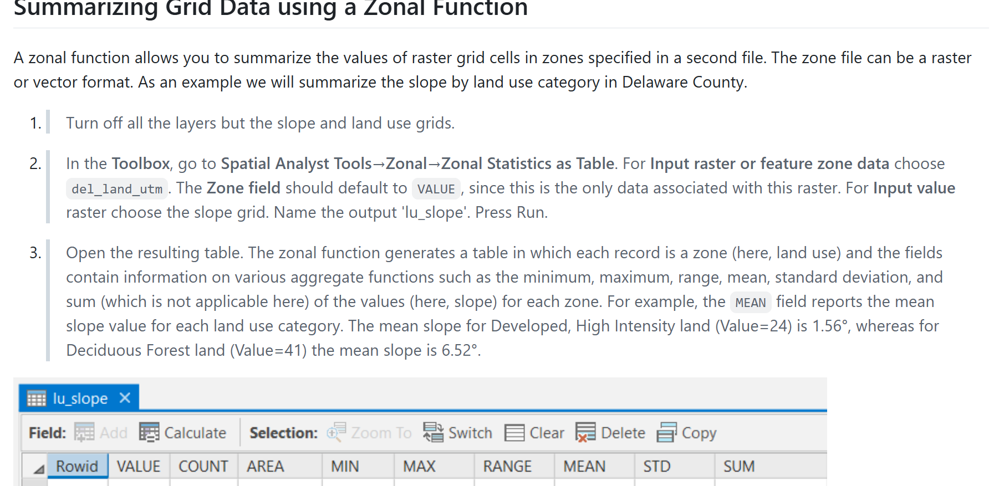 Summarizing Grid Data using a Zonal Function
A zonal function allows you to summarize the values of raster grid cells in zones specified in a second file. The zone file can be a raster
or vector format. As an example we will summarize the slope by land use category in Delaware County.
1. Turn off all the layers but the slope and land use grids.
2. In the Toolbox, go to Spatial Analyst Tools→Zonal→Zonal Statistics as Table. For Input raster or feature zone data choose
del_land_utm . The Zone field should default to VALUE , since this is the only data associated with this raster. For Input value
raster choose the slope grid. Name the output 'lu_slope'. Press Run.
3. Open the resulting table. The zonal function generates a table in which each record is a zone (here, land use) and the fields
contain information on various aggregate functions such as the minimum, maximum, range, mean, standard deviation, and
sum (which is not applicable here) of the values (here, slope) for each zone. For example, the MEAN field reports the mean
slope value for each land use category. The mean slope for Developed, High Intensity land (Value=24) is 1.56°, whereas for
Deciduous Forest land (Value=41) the mean slope is 6.52°.
lu_slope
Field: Add Calculate Selection: Zoom To Switch Clear Delete Copy
Rowid VALUE COUNT AREA MIN MAX RANGE MEAN STD SUM